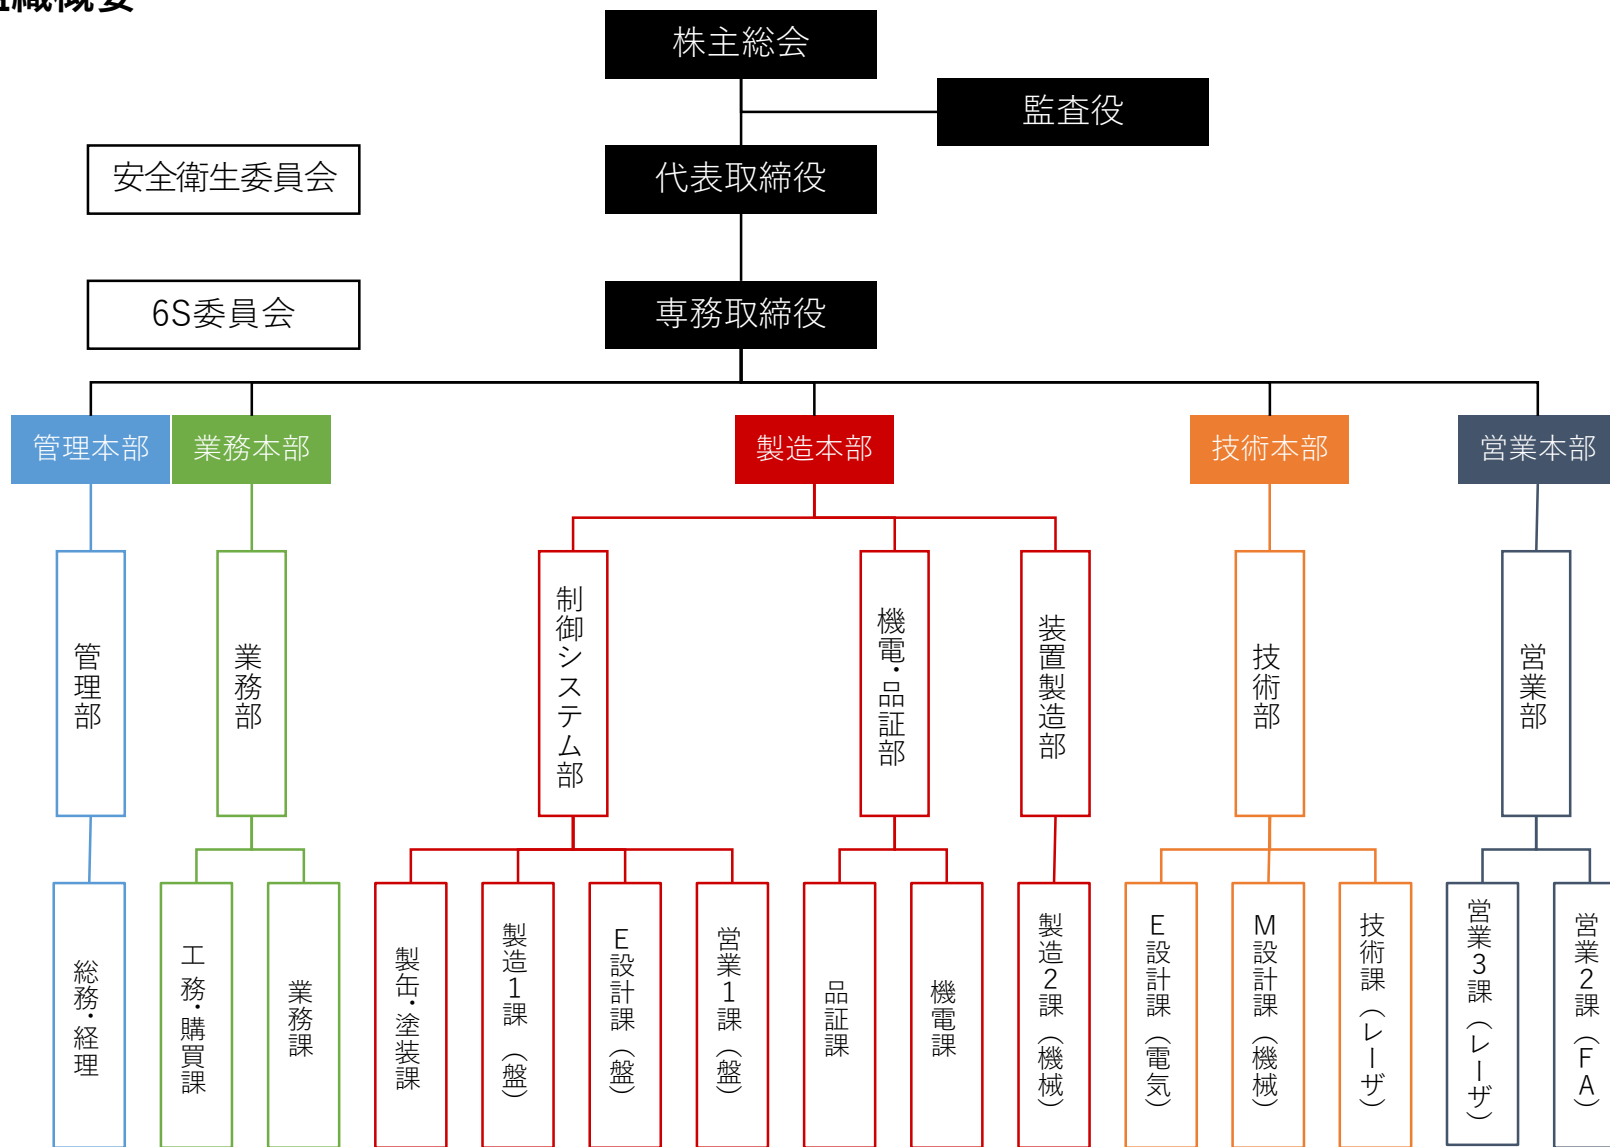 組織概要
株主総会
監査役
安全衛生委員会
代表取締役
6S委員会
専務取締役
管理本部
業務本部
製造本部
技術本部
営業本部
管理部
業務部
制御システム部
機電・品証部
装置製造部
技術部
営業部
総務・経理
工務・購買課
業務課
製缶・塗装課
製造1課（盤）
E設計課（盤）
営業1課（盤）
品証課
機電課
製造2課（機械）
E設計課（電気）
M設計課（機械）
技術課（レーザ）
営業3課（レーザ）
営業2課（FA）